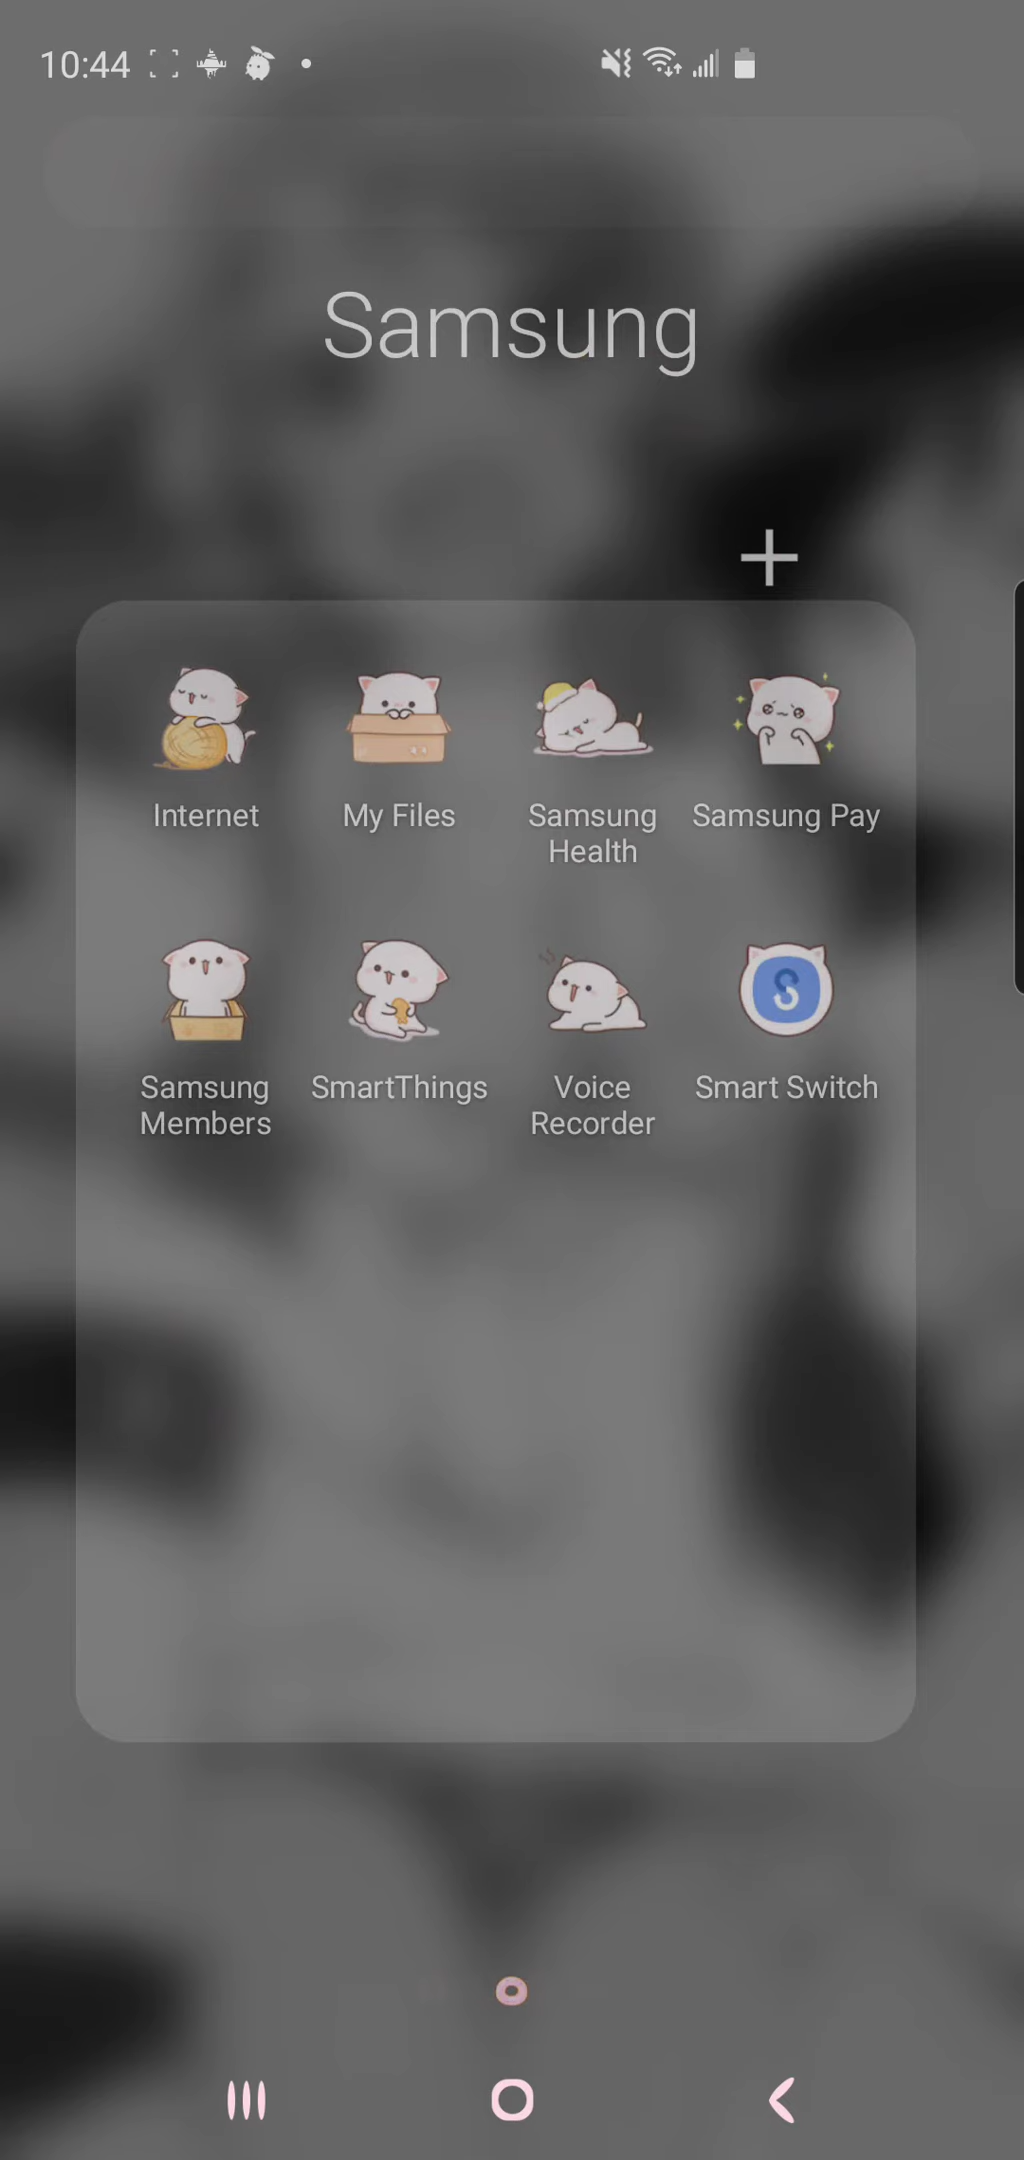 10:44
Samsung
Internet
My Files
Samsung
Health
Samsung Pay
Samsung
Members
SmartThings
Voice
Recorder
Smart Switch